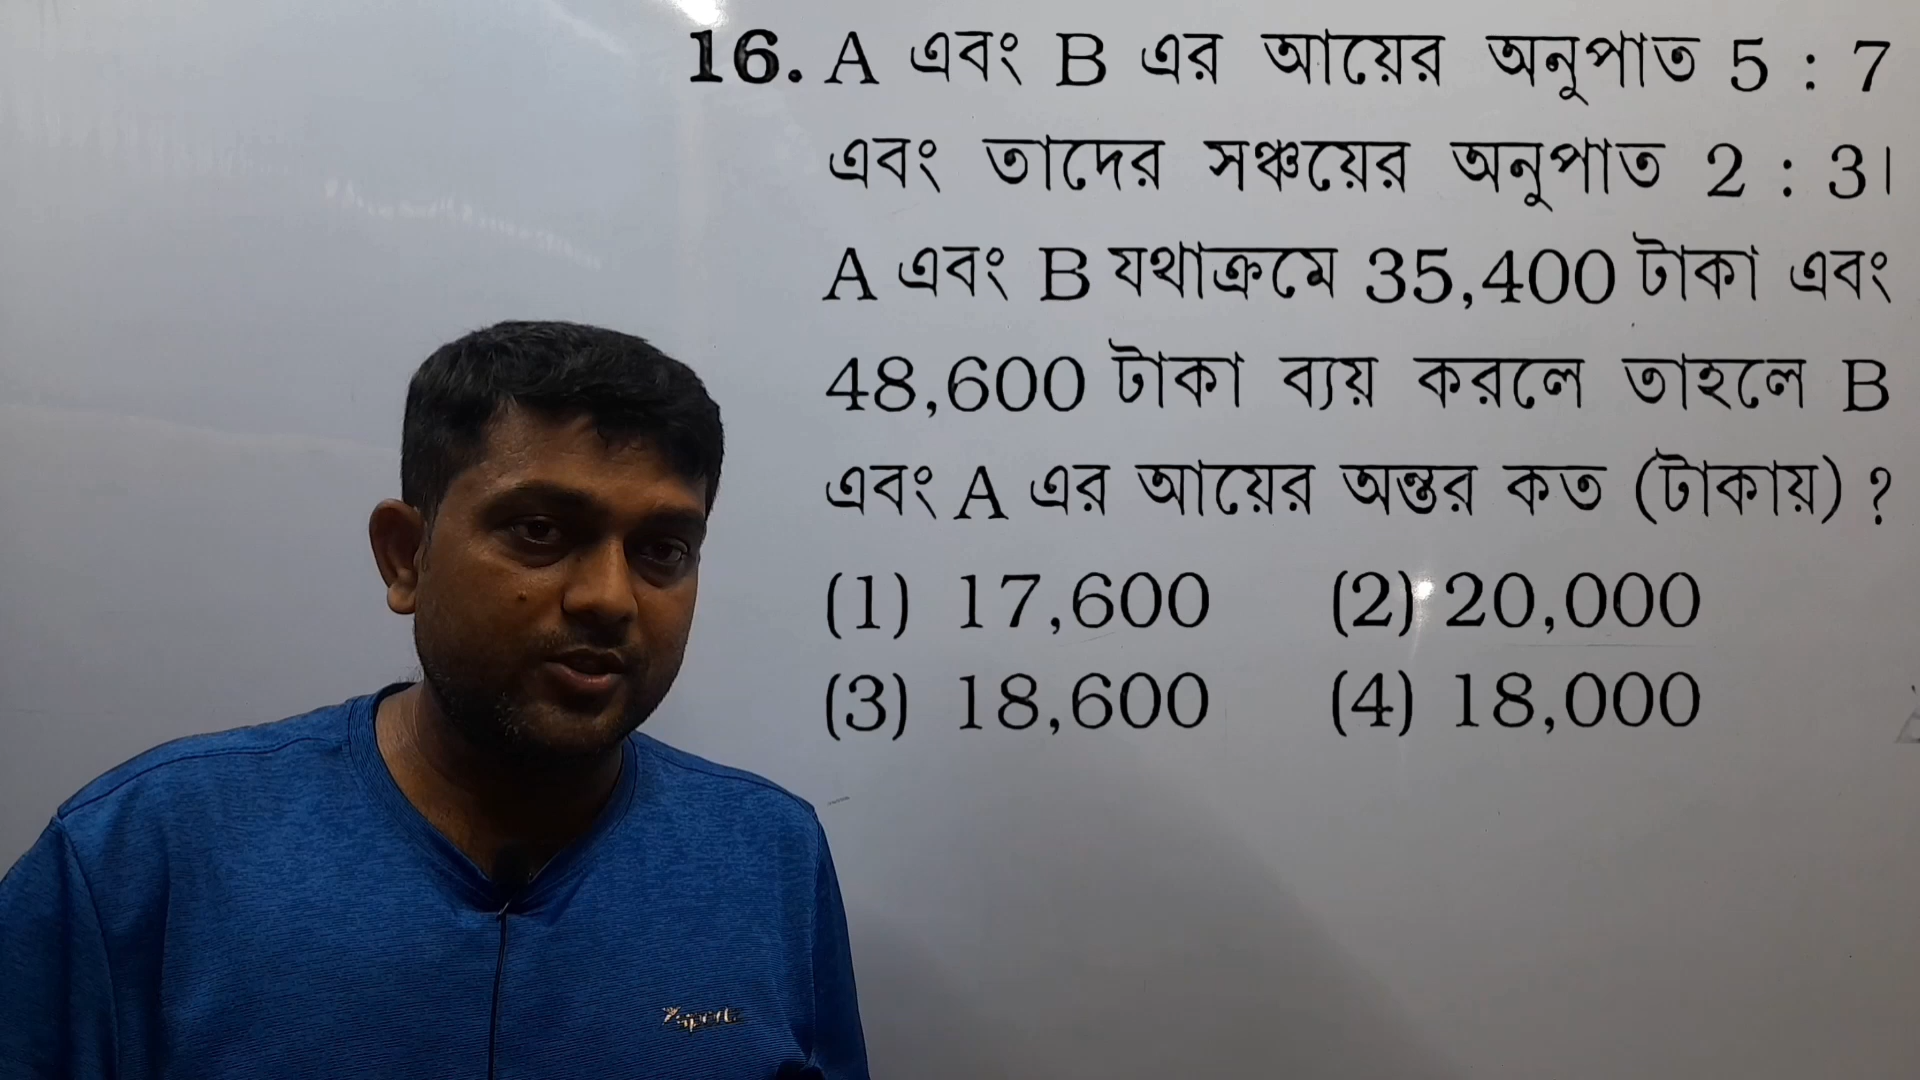 16. A এবং B এর আয়ের অনুপাত 5 : 7
এবং তাদের সঞ্চয়ের অনুপাত 2 : 3।
A এবং B যথাক্রমে 35,400 টাকা এবং
48,600 টাকা ব্যয় করলে তাহলে B
এবং A এর আয়ের অন্তর কত (টাকায়) ?
(1) 17,600 (2) 20,000
(3) 18,600 (4) 18,000